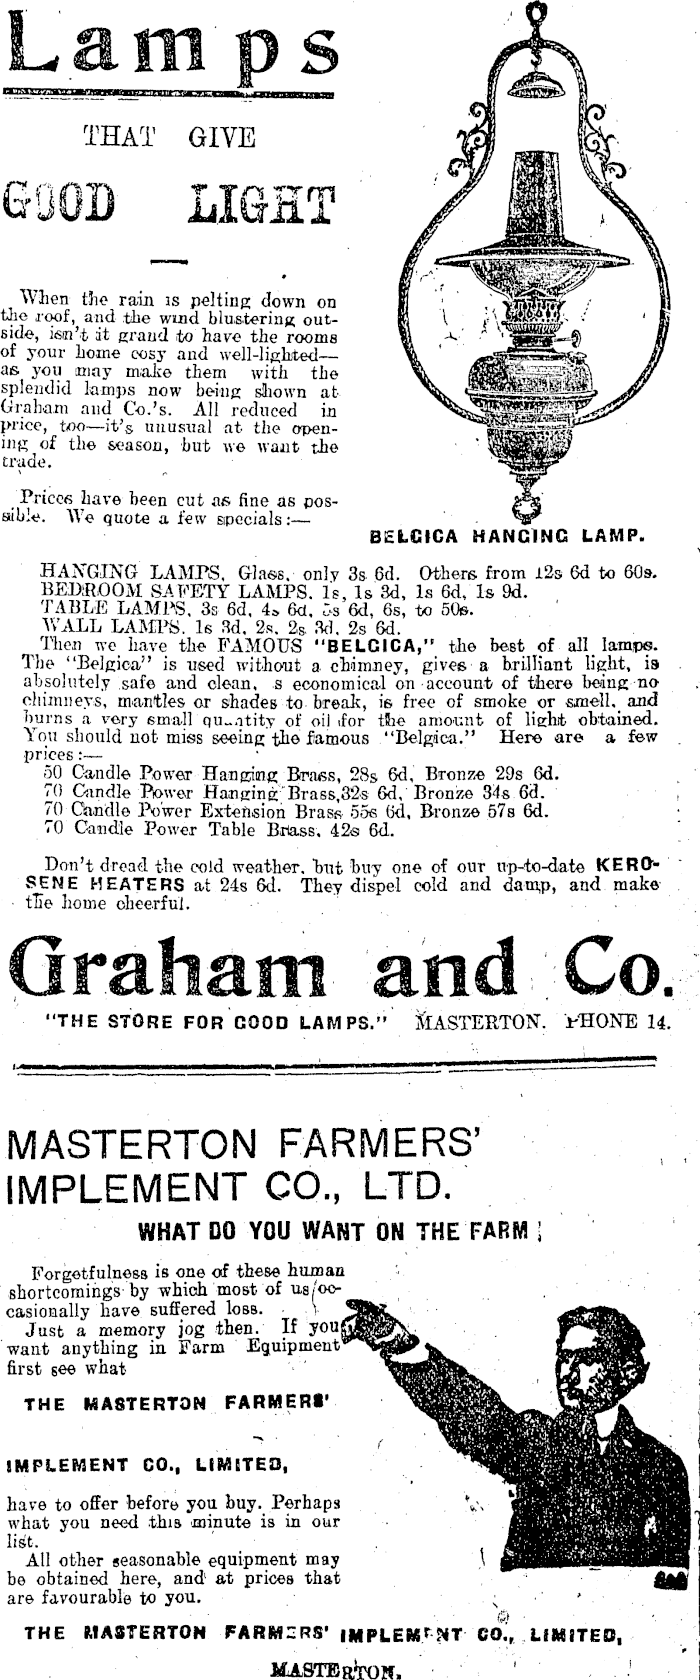 Lamps
THAT GIVE
GOOD LIGHT
When the rain is pelting down on
the roof, and the wind blustering out-
side, isn't it grand to have the rooms
of your home cosy and well-lighted—
as you may make them with the
splendid lamps now being shown at
Graham and Co.'s. All reduced in
price, too—it's unusual at the open-
ing of the season, but we want the
trade.
Prices have been cut as fine as pos-
sible. We quote a few specials:—
BELGICA HANGING LAMP.
HANGING LAMPS, Glass, only 3s 6d. Others from 12s 6d to 60s.
BEDROOM SAFETY LAMPS. 1s, 1s 3d, 1s 6d, 1s 9d.
TABLE LAMPS, 3s 6d, 4s 6d, 5s 6d, 6s, to 50s.
WALL LAMPS. 1s 3d, 2s, 2s 3d, 2s 6d.
Then we have the FAMOUS "BELGICA," the best of all lamps.
The "Belgica" is used without a chimney, gives a brilliant light, is
absolutely safe and clean, s economical on account of there being no
chimneys, mantles or shades to break, is free of smoke or smell, and
burns a very small quantity of oil for the amount of light obtained.
You should not miss seeing the famous "Belgica." Here are a few
prices:—
50 Candle Power Hanging Brass, 28s 6d, Bronze 29s 6d.
70 Candle Power Hanging Brass,32s 6d, Bronze 34s 6d.
70 Candle Power Extension Brass 55s 6d, Bronze 57s 6d.
70 Candle Power Table Brass, 42s 6d.
Don't dread the cold weather, but buy one of our up-to-date KERO-
SENE HEATERS at 24s 6d. They dispel cold and damp, and make
the home cheerful.
Graham and Co.
"THE STORE FOR GOOD LAMPS." MASTERTON. PHONE 14.
MASTERTON FARMERS'
IMPLEMENT CO., LTD.
WHAT DO YOU WANT ON THE FARM ;
Forgetfulness is one of these human
shortcomings by which most of us oc-
casionally have suffered loss.
Just a memory jog then. If you
want anything in Farm Equipment
first see what
THE MASTERTON FARMERS'
IMPLEMENT CO., LIMITED,
have to offer before you buy. Perhaps
what you need this minute is in our
list.
All other seasonable equipment may
be obtained here, and at prices that
are favourable to you.
THE MASTERTON FARMERS' IMPLEMENT CO., LIMITED,
MASTERTON.